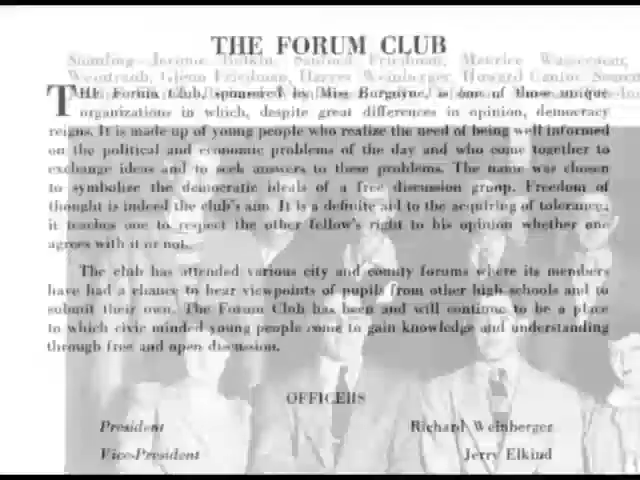 THE FORUM CLUB
Standing—Jerome Friedman, Maurice Wasserman,
Weintraub, Glenn Friedman, Harvey Weinberger, Howard
THE Forum Club, sponsored by Miss Burgoyne, is one of those unique
organizations in which, despite great differences in opinion, democracy
reigns. It is made up of young people who realize the need of being well informed
on the political and economic problems of the day and who come together to
exchange ideas and to seek answers to these problems. The name was chosen
to symbolize the democratic ideals of a free discussion group. Freedom of
thought is indeed the club's aim. It is a definite aid to the acquiring of tolerance;
it teaches one to respect the other fellow's right to his opinion whether one
agrees with it or not.
The club has attended various city and county forums where its members
have had a chance to hear viewpoints of pupils from other high schools and to
submit their own. The Forum Club has been and will continue to be a place
to which civic minded young people come to gain knowledge and understanding
through free and open discussion.
OFFICERS
President Richard Weinberger
Vice-President Jerry Elkind